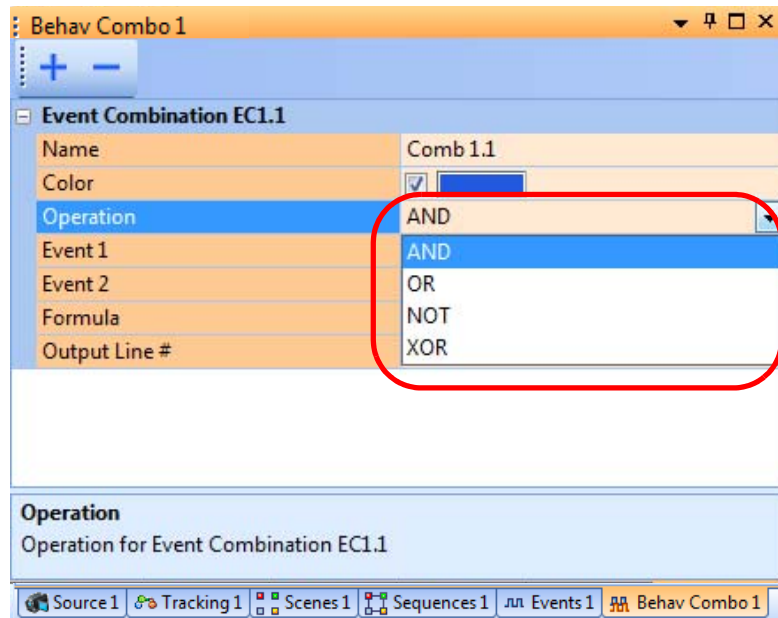 Behav Combo 1
Event Combination EC1.1
Name Comb 1.1
Color
Operation AND
Event 1 AND
Event 2 OR
Formula NOT
Output Line # XOR
Operation
Operation for Event Combination EC1.1
Source 1 Tracking 1 Scenes 1 Sequences 1 Events 1 Behav Combo 1